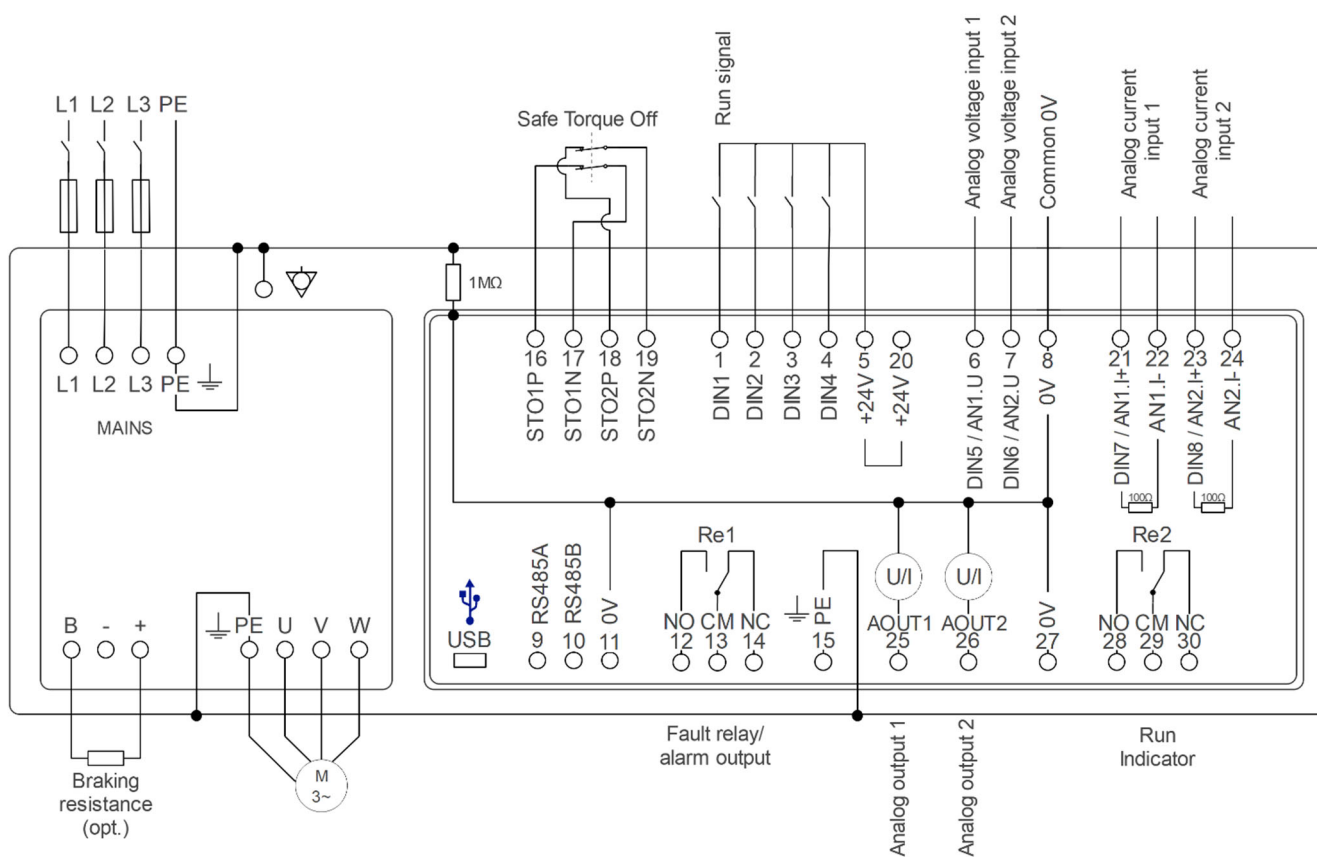 L1 L2 L3 PE
Safe Torque Off
Run signal
Analog voltage input 1
Analog voltage input 2
Common 0V
Analog current
input 1
Analog current
input 2
1MΩ
L1 L2 L3 PE
MAINS
16 17 18 19 1 2 3 4 5 20 6 7 8 21 22 23 24
STO1P
STO1N
STO2P
STO2N
DIN1
DIN2
DIN3
DIN4
+24V
+24V
DIN5 / AN1.U
DIN6 / AN2.U
0V
DIN7 / AN1.I+
AN1.I-
DIN8 / AN2.I+
AN2.I-
100Ω
100Ω
Re1
Re2
U/I
U/I
B - +
PE U V W
USB
RS485A
RS485B
0V
NO CM NC
PE
AOUT1 AOUT2
0V
NO CM NC
9 10 11 12 13 14 15 25 26 27 28 29 30
M
3~
Braking
resistance
(opt.)
Fault relay/
alarm output
Analog output 1
Analog output 2
Run
Indicator